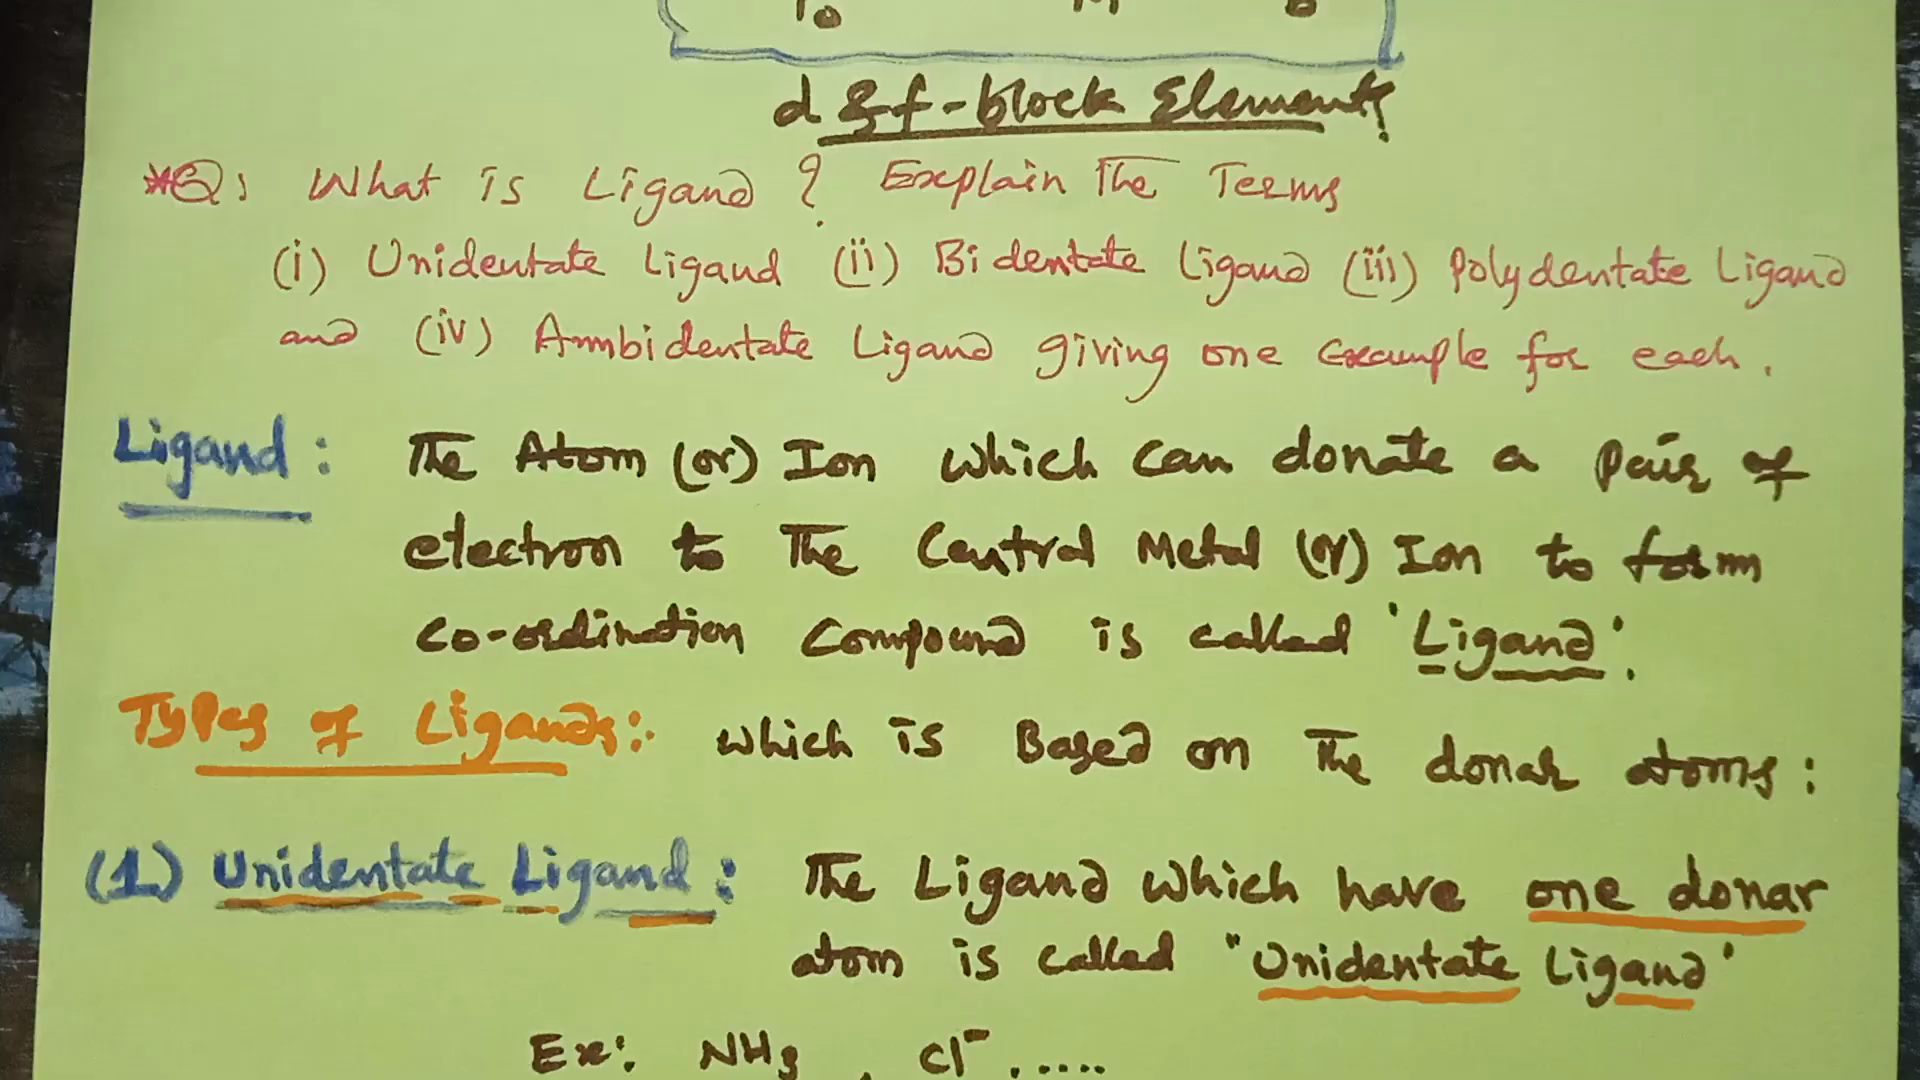 d & f-block Elements
*Q: What is Ligand? Explain The Terms
(i) Unidentate Ligand (ii) Bi dentate Ligand (iii) Polydentate Ligand
and (iv) Ambidentate Ligand giving one example for each.
Ligand: The Atom (or) Ion which can donate a pair of
electron to The Central Metal (or) Ion to form
co-ordination compound is called 'Ligand'.
Types of Ligands:- which is Based on The donar atoms:
(1) Unidentate Ligand: The Ligand which have one donar
atom is called "Unidentate Ligand'
Ex:. NH3, Cl⁻, .....